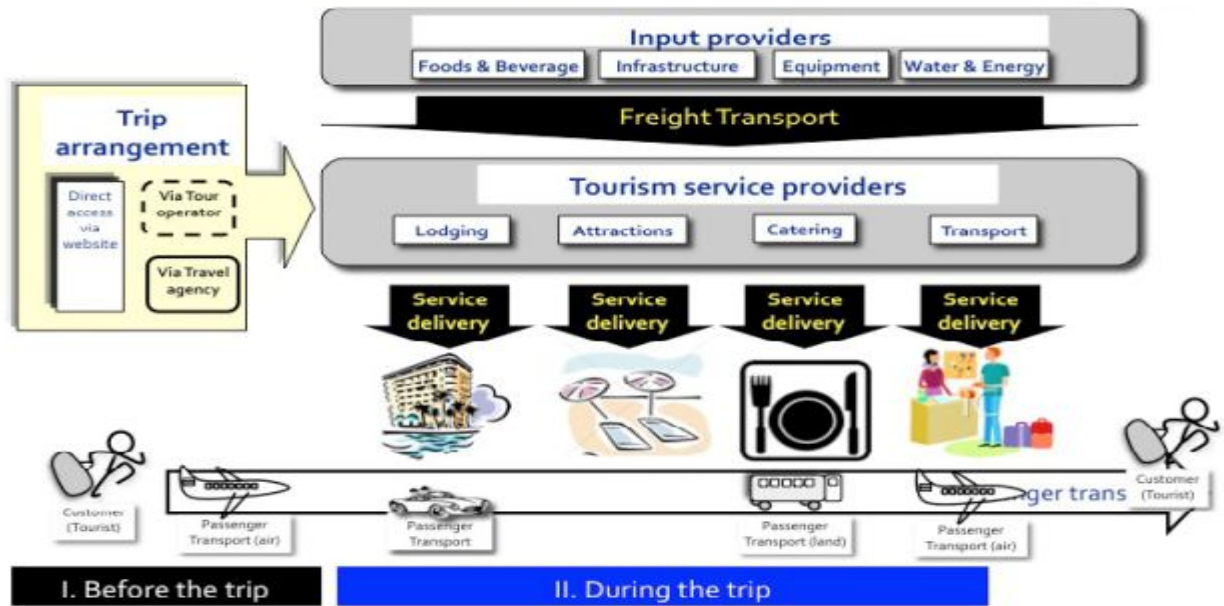 Input providers
Foods & Beverage
Infrastructure
Equipment
Water & Energy
Freight Transport
Trip
arrangement
Direct
access
via
website
Via Tour
operator
Via Travel
agency
Tourism service providers
Lodging
Attractions
Catering
Transport
Service
delivery
Service
delivery
Service
delivery
Service
delivery
Customer
(Tourist)
Passenger
Transport (air)
Passenger
Transport
Passenger
Transport (land)
Passenger
Transport (air)
nger trans
Customer
(Tourist)
I. Before the trip
II. During the trip